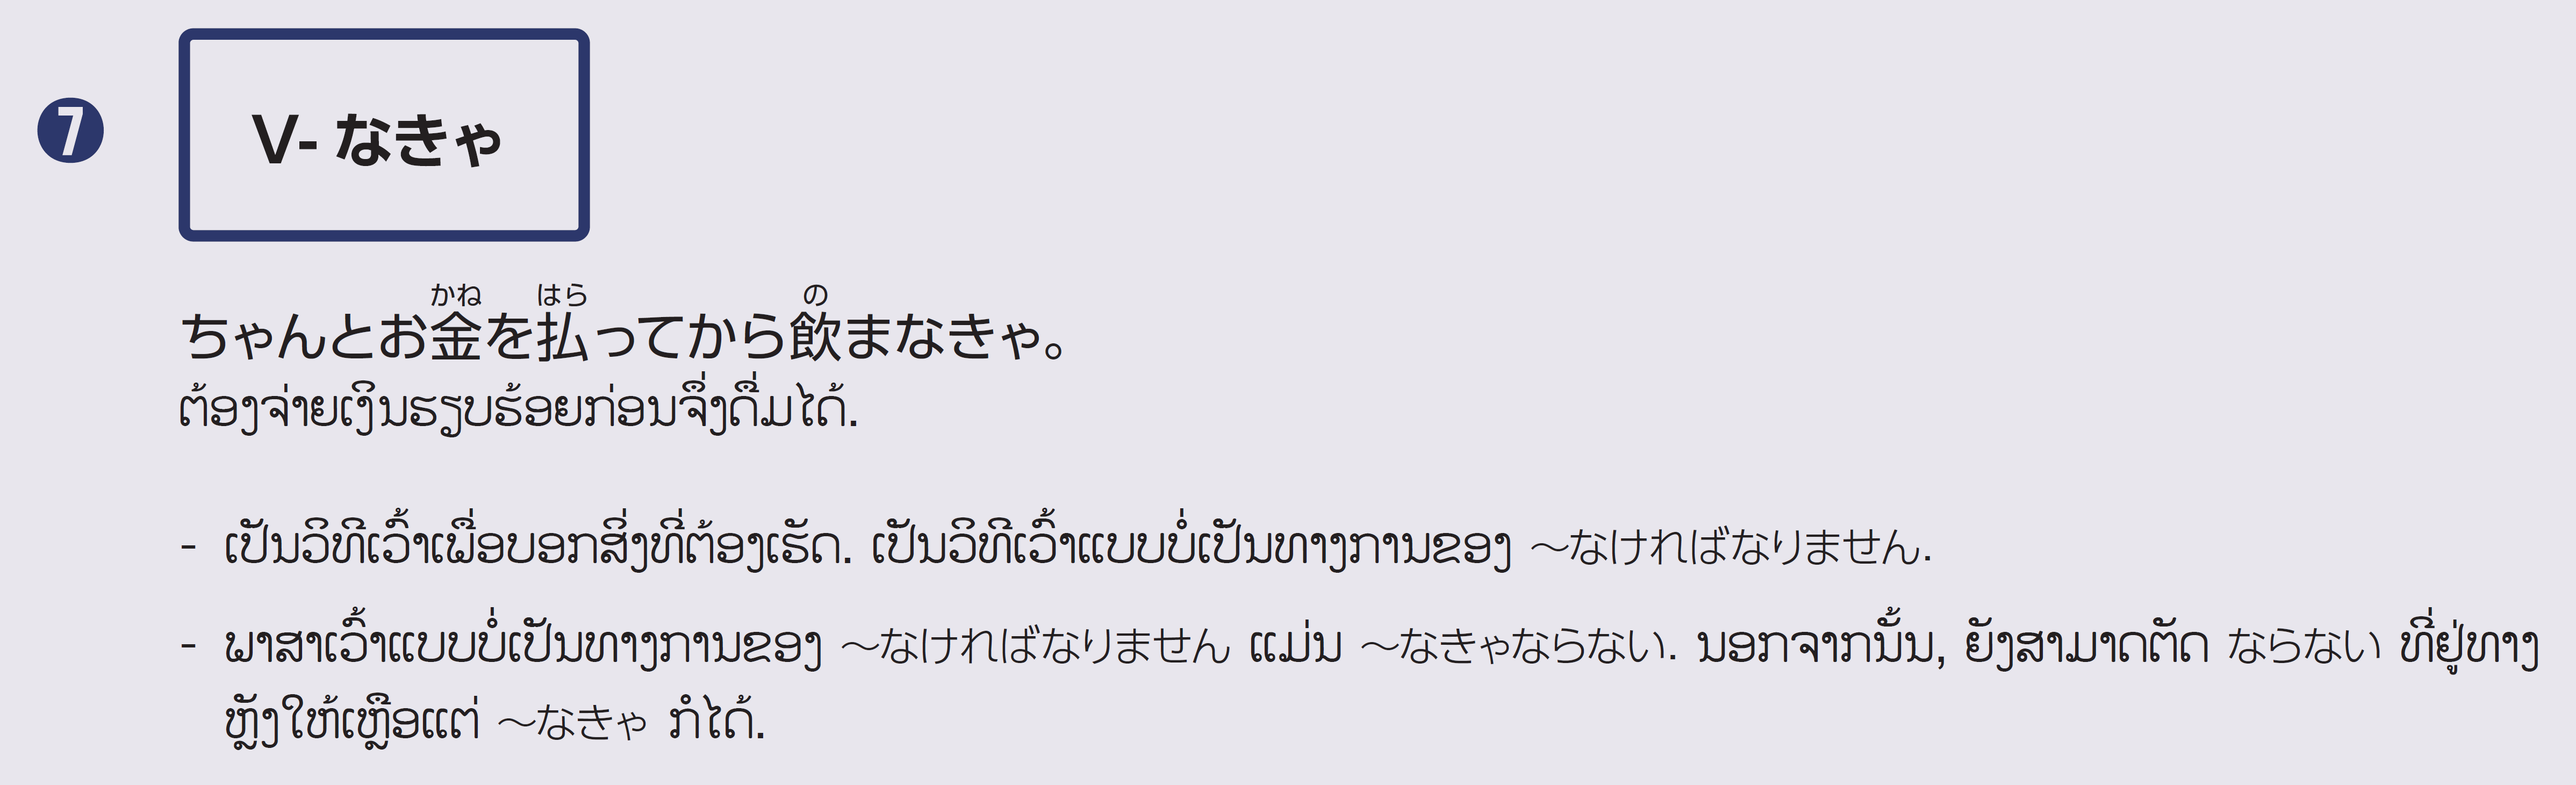 7
V- なきゃ
かね はら の
ちゃんとお金を払ってから飲まなきゃ。
ຕ້ອງຈ່າຍເງິນຮຽບຮ້ອຍກ່ອນຈຶ່ງດື່ມໄດ້.
- ເປັນວິທີເວົ້າເພື່ອບອກສິ່ງທີ່ຕ້ອງເຮັດ. ເປັນວິທີເວົ້າແບບບໍ່ເປັນທາງການຂອງ ～なければなりません.
- ພາສາເວົ້າແບບບໍ່ເປັນທາງການຂອງ ～なければなりません ແມ່ນ ～なきゃならない. ນອກຈາກນັ້ນ, ຍັງສາມາດຕັດ ならない ທີ່ຢູ່ທາງ
ຫຼັງໃຫ້ເຫຼືອແຕ່ ～なきゃ ກໍໄດ້.